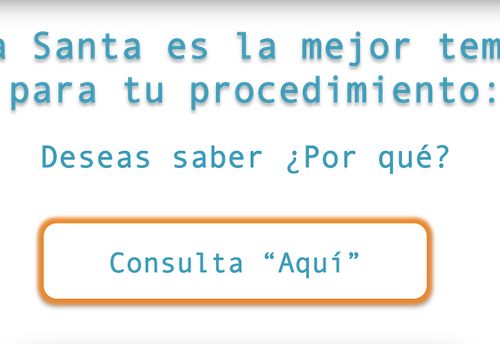 a Santa es la mejor tem
para tu procedimiento:
Deseas saber ¿Por qué?
Consulta “Aquí”